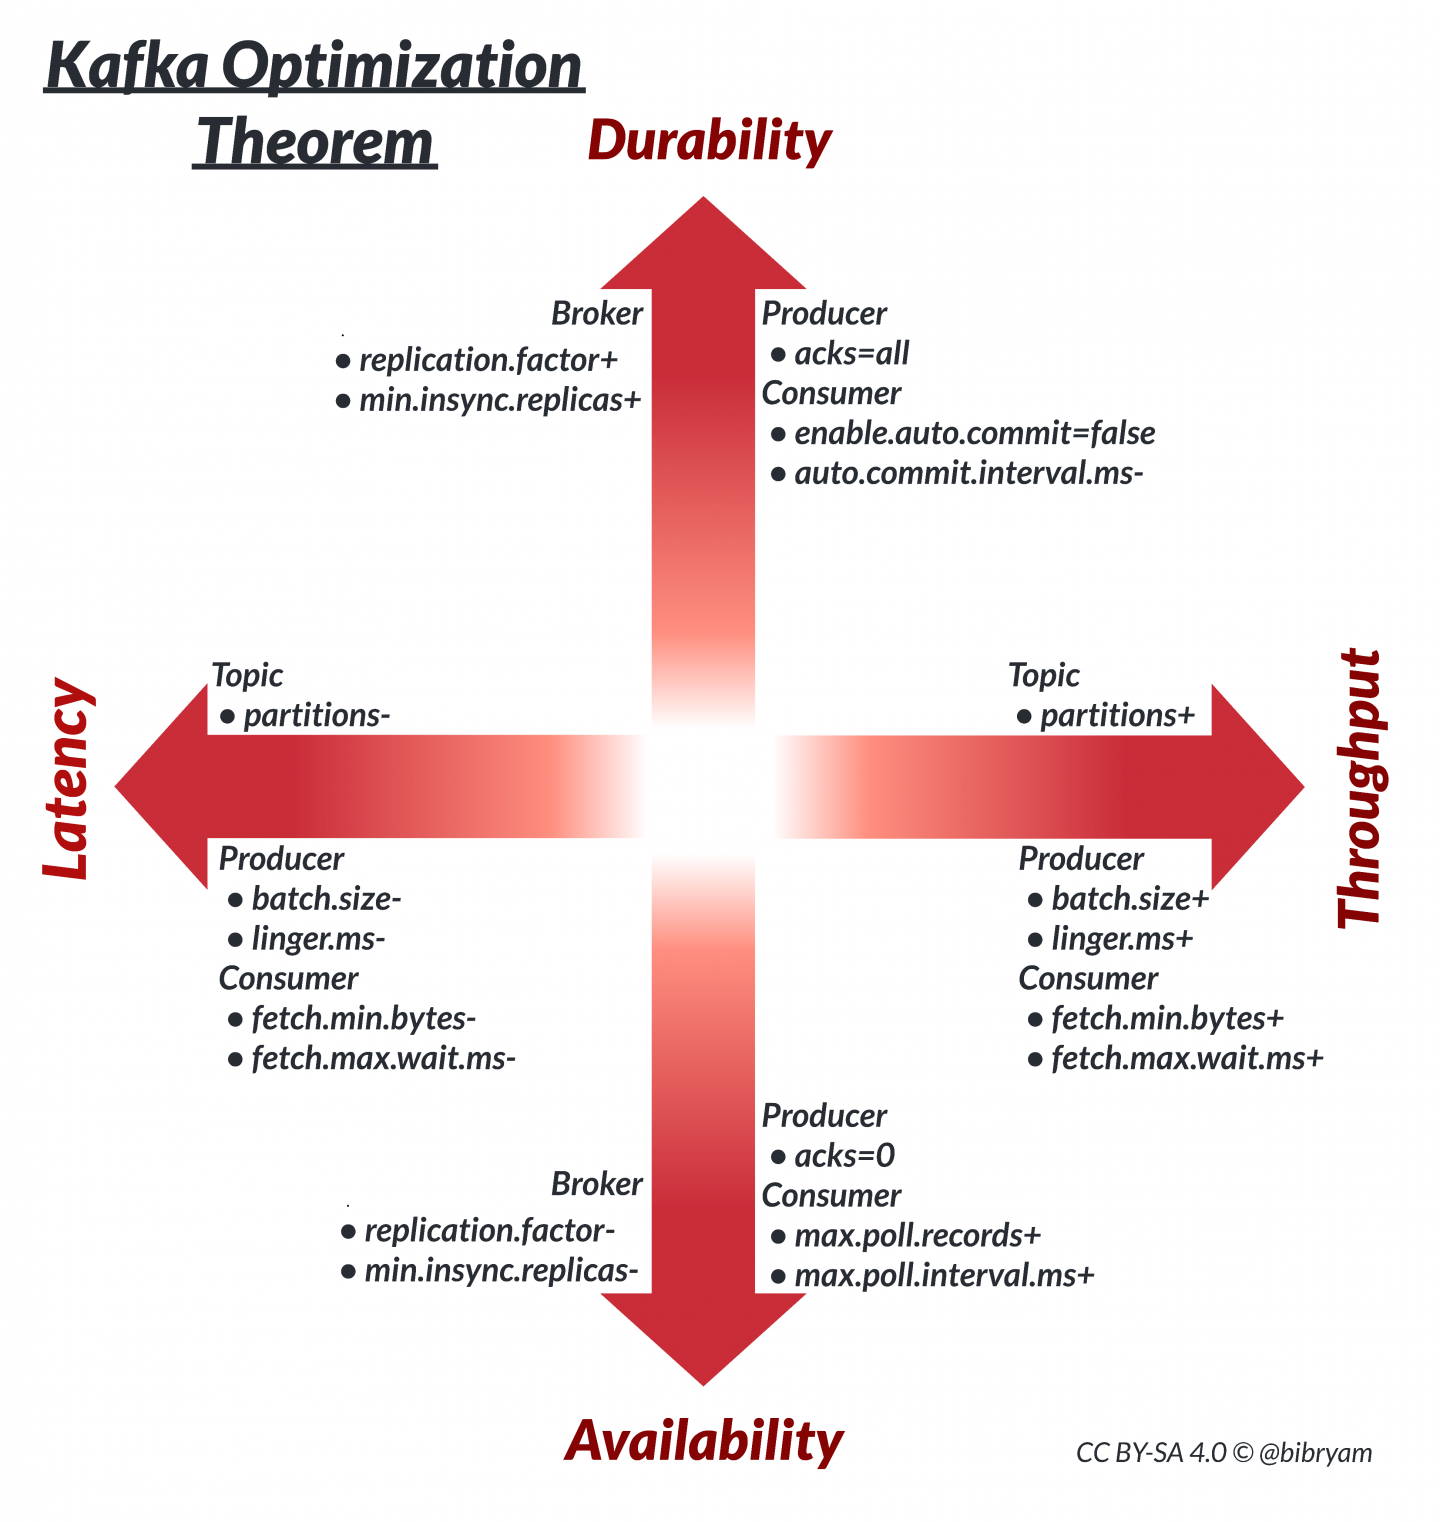 Kafka Optimization
Theorem
Durability
Broker
• replication.factor+
• min.insync.replicas+
Producer
• acks=all
Consumer
• enable.auto.commit=false
• auto.commit.interval.ms-
Latency
Topic
• partitions-
Producer
• batch.size-
• linger.ms-
Consumer
• fetch.min.bytes-
• fetch.max.wait.ms-
Topic
• partitions+
Producer
• batch.size+
• linger.ms+
Consumer
• fetch.min.bytes+
• fetch.max.wait.ms+
Throughput
Broker
• replication.factor-
• min.insync.replicas-
Producer
• acks=0
Consumer
• max.poll.records+
• max.poll.interval.ms+
Availability
CC BY-SA 4.0 © @bibryam